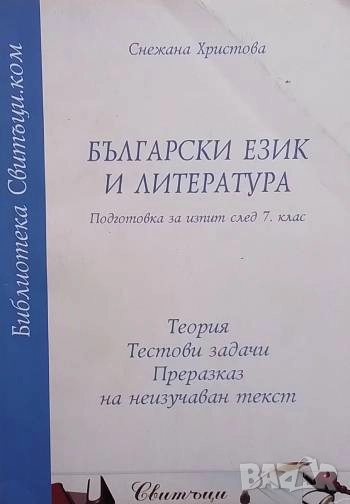 Снежана Христова
БЪЛГАРСКИ ЕЗИК
И ЛИТЕРАТУРА
Подготовка за изпит след 7. клас
Теория
Тестови задачи
Преразказ
на неизучаван текст
Библиотека Свитъци.ком
Свитъци
BAZAR